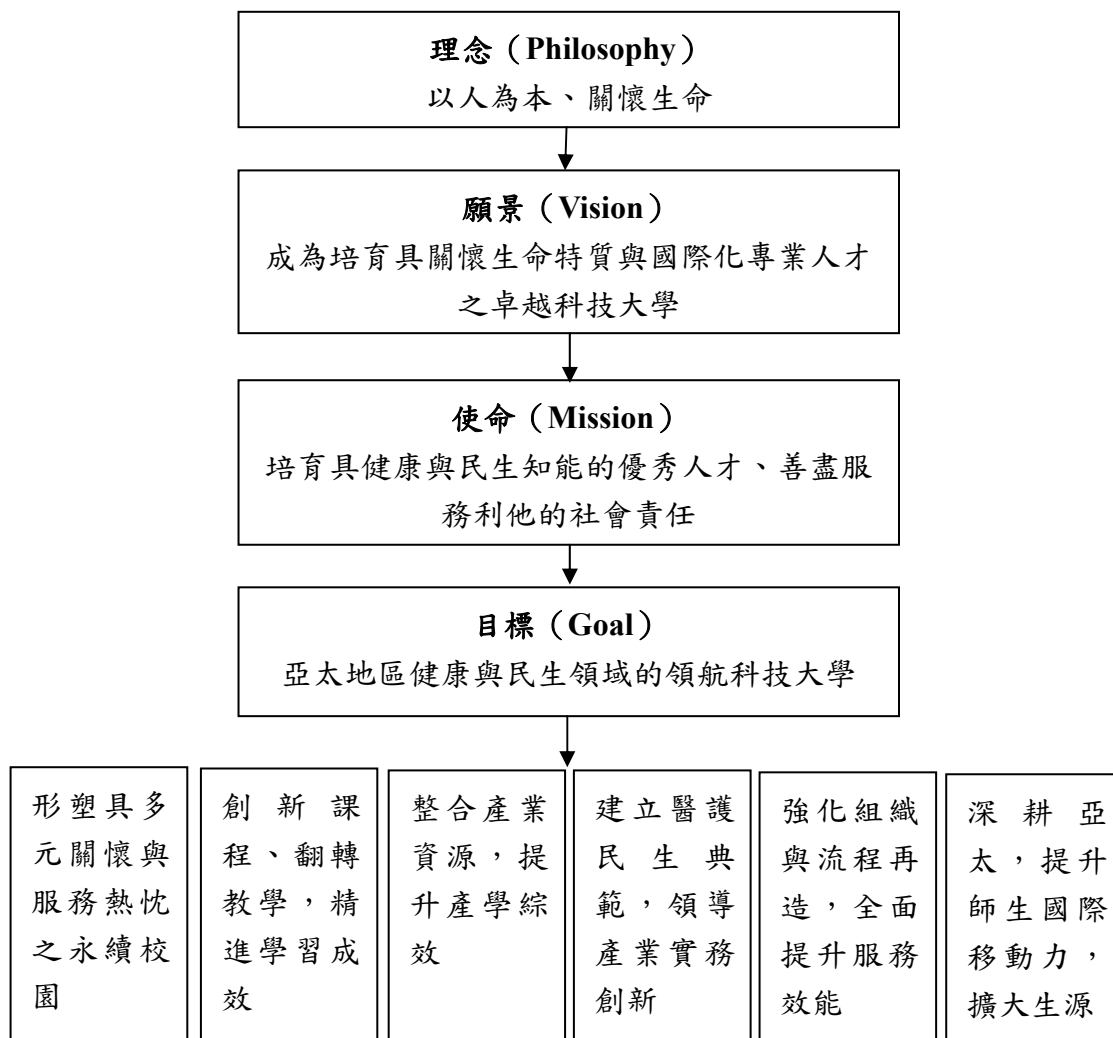 理念（Philosophy）
以人為本、關懷生命
願景（Vision）
成為培育具關懷生命特質與國際化專業人才
之卓越科技大學
使命（Mission）
培育具健康與民生知能的優秀人才、善盡服
務利他的社會責任
目標（Goal）
亞太地區健康與民生領域的領航科技大學
形塑具多
元關懷與
服務熱忱
之永續校
園
創新課
程、翻轉
教學，精
進學習成
效
整合產業
資源，提
升產學綜
效
建立醫護
民生典
範，領導
產業實務
創新
強化組織
與流程再
造，全面
提升服務
效能
深耕亞
太，提升
師生國際
移動力，
擴大生源